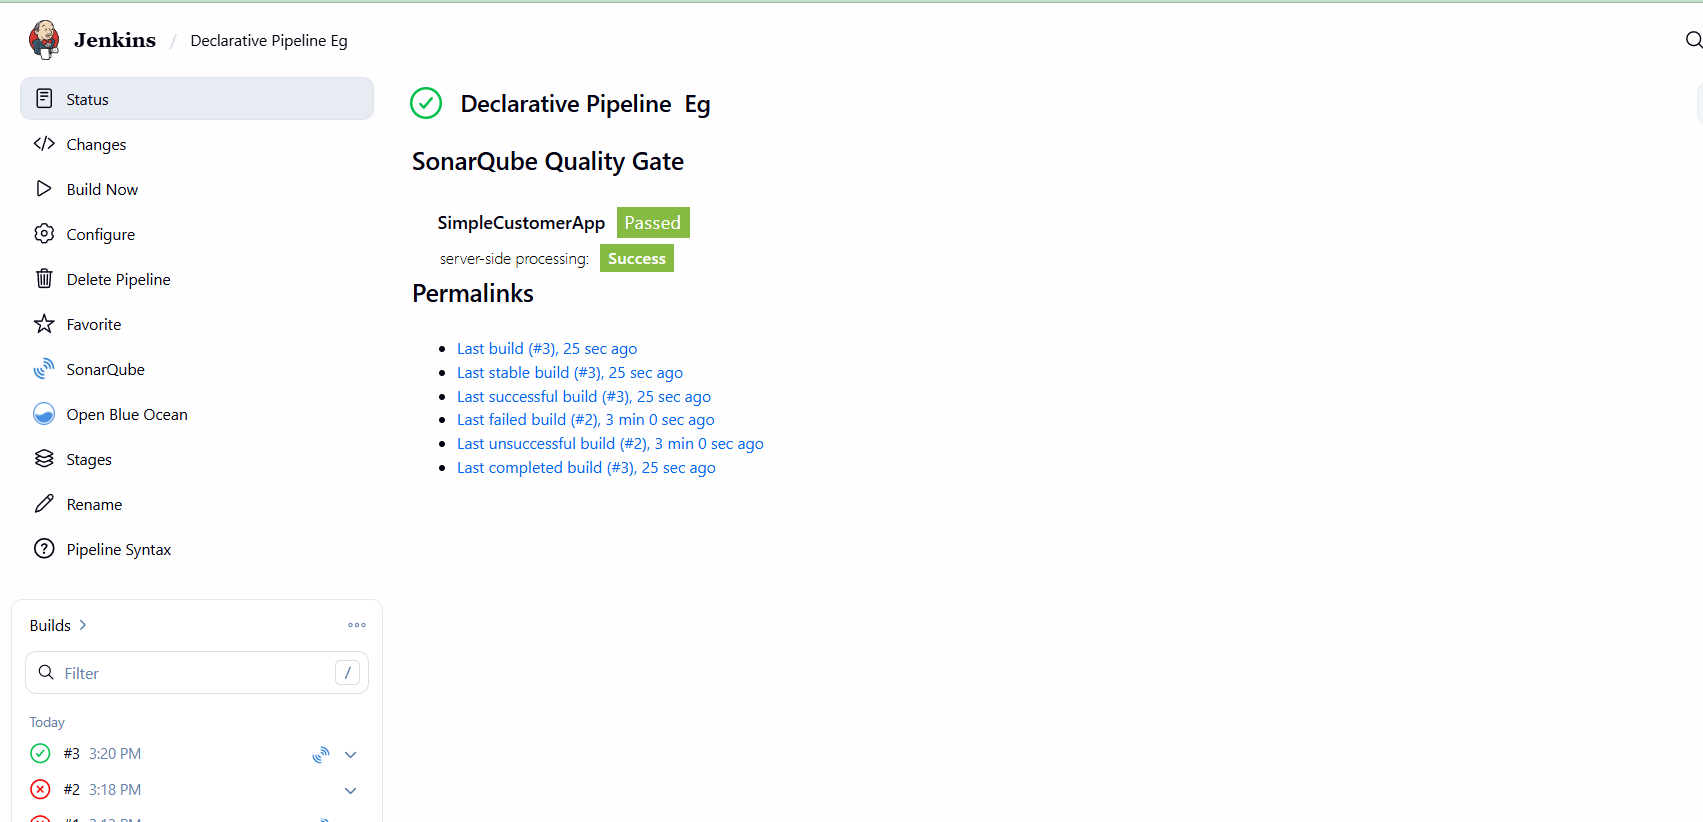 Jenkins / Declarative Pipeline Eg
Status
Changes
Build Now
Configure
Delete Pipeline
Favorite
SonarQube
Open Blue Ocean
Stages
Rename
Pipeline Syntax
Builds
Filter /
Today
#3 3:20 PM
#2 3:18 PM
Declarative Pipeline Eg
SonarQube Quality Gate
SimpleCustomerApp Passed
server-side processing: Success
Permalinks
Last build (#3), 25 sec ago
Last stable build (#3), 25 sec ago
Last successful build (#3), 25 sec ago
Last failed build (#2), 3 min 0 sec ago
Last unsuccessful build (#2), 3 min 0 sec ago
Last completed build (#3), 25 sec ago